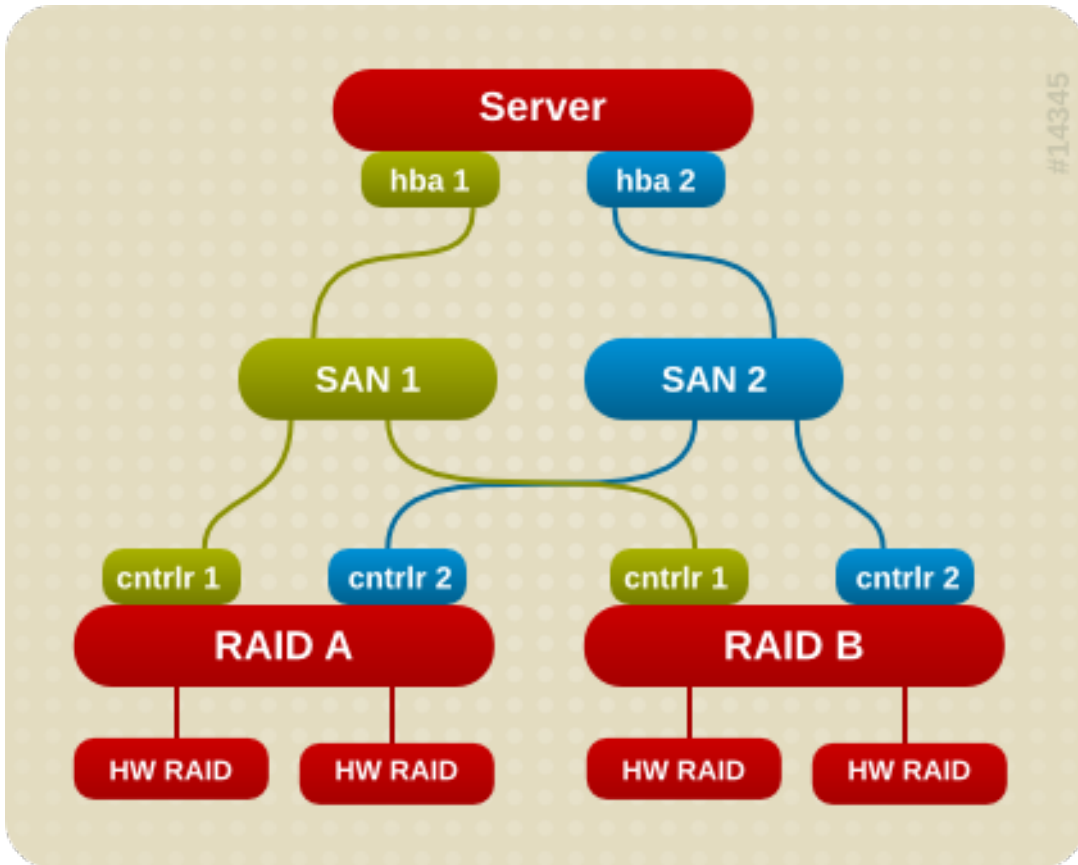 Server
#14345
hba 1
hba 2
SAN 1
SAN 2
cntrlr 1
cntrlr 2
cntrlr 1
cntrlr 2
RAID A
RAID B
HW RAID
HW RAID
HW RAID
HW RAID